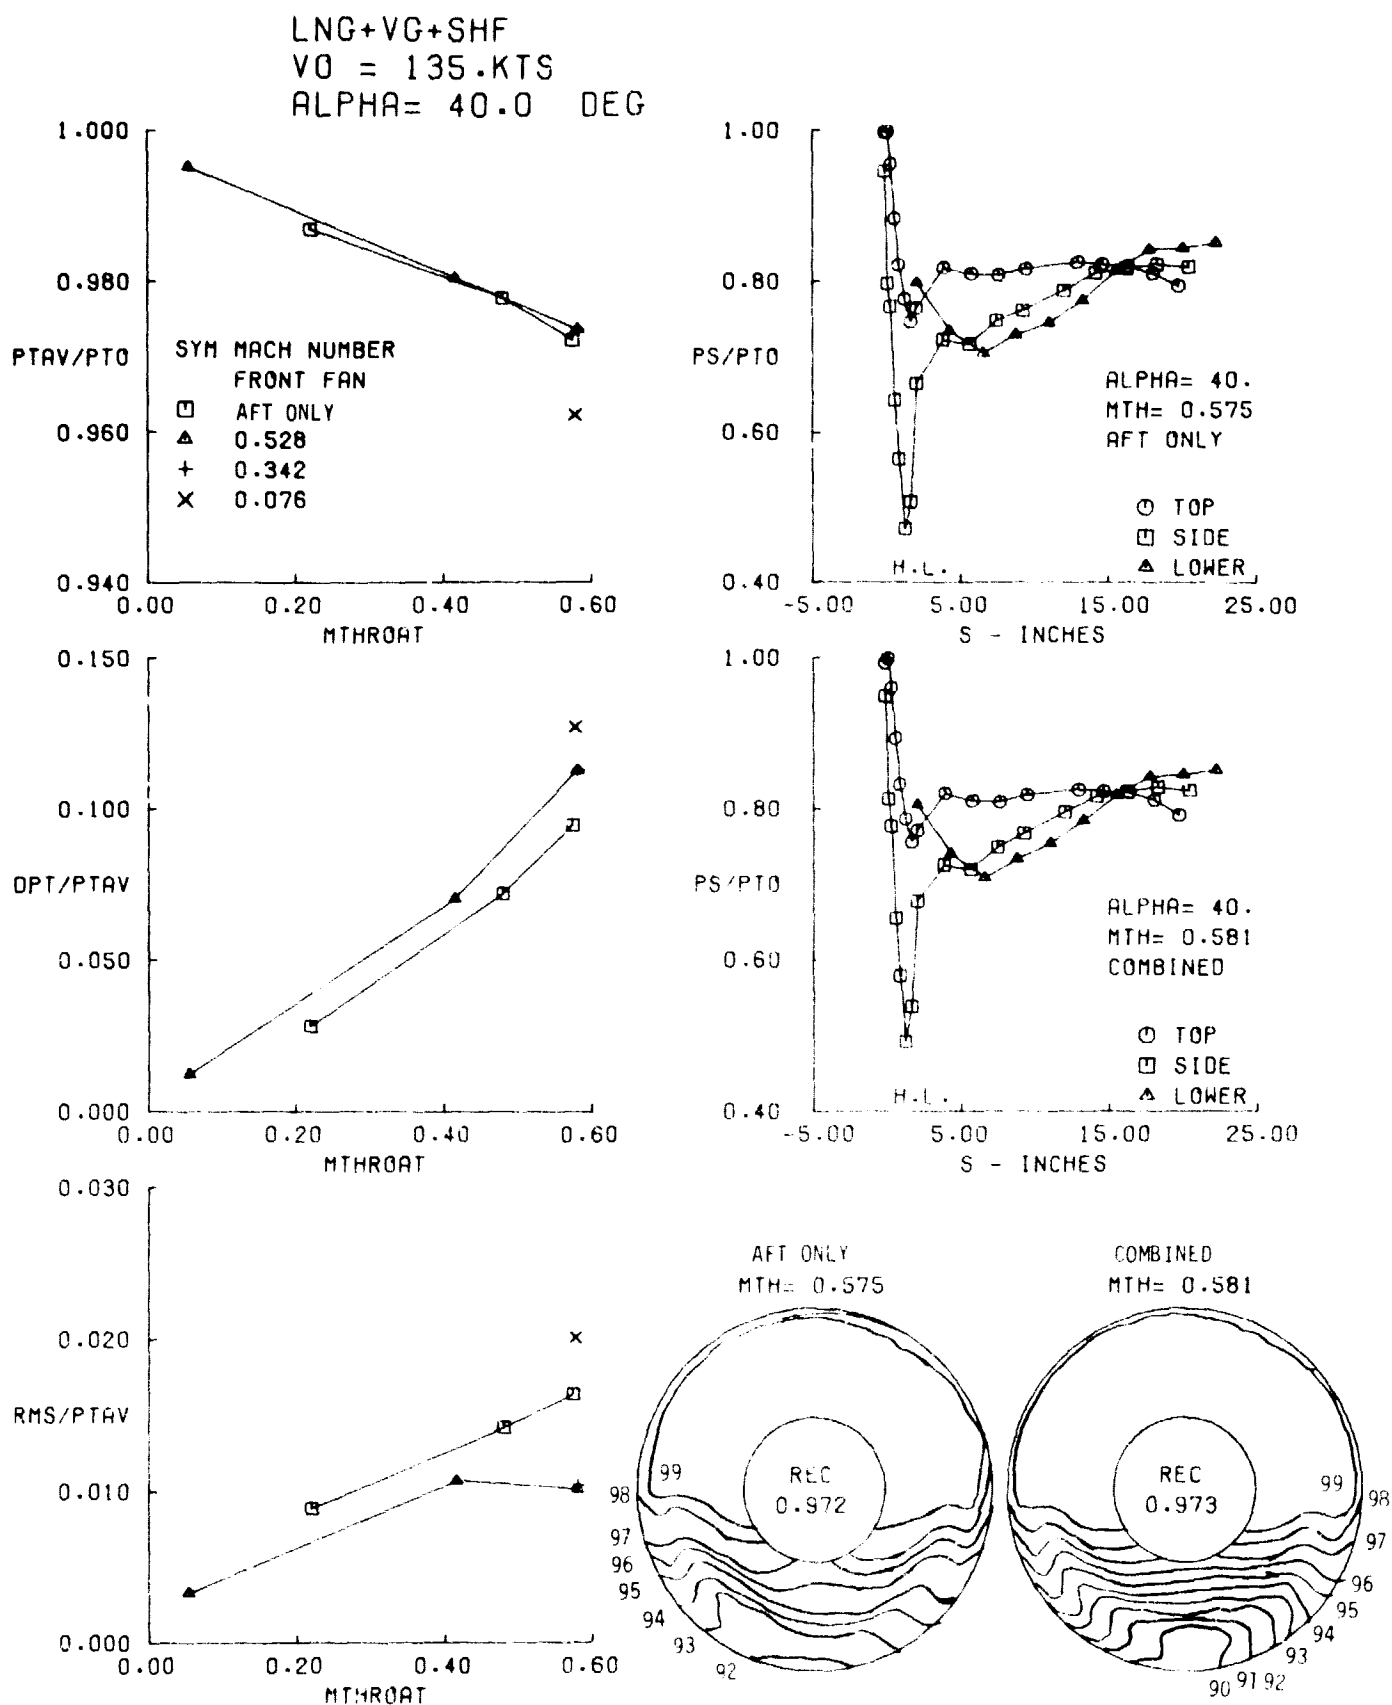 LNG+VG+SHF
VO = 135.KTS
ALPHA= 40.0 DEG
1.000
0.980
PTAV/PTO
0.960
0.940
0.00 0.20 0.40 0.60
MTHROAT
SYM MACH NUMBER
FRONT FAN
AFT ONLY
0.528
0.342
0.076
1.00
0.80
PS/PTO
0.60
0.40
-5.00 5.00 15.00 25.00
S - INCHES
H.L.
ALPHA= 40.
MTH= 0.575
AFT ONLY
TOP
SIDE
LOWER
0.150
0.100
DPT/PTAV
0.050
0.000
0.00 0.20 0.40 0.60
MTHROAT
1.00
0.80
PS/PTO
0.60
0.40
-5.00 5.00 15.00 25.00
S - INCHES
H.L.
ALPHA= 40.
MTH= 0.581
COMBINED
TOP
SIDE
LOWER
0.030
0.020
RMS/PTAV
0.010
0.000
0.00 0.20 0.40 0.60
MTHROAT
AFT ONLY
MTH= 0.575
REC
0.972
99
98
97
96
95
94
93
92
COMBINED
MTH= 0.581
REC
0.973
99
98
97
96
95
94
93
92
91
90